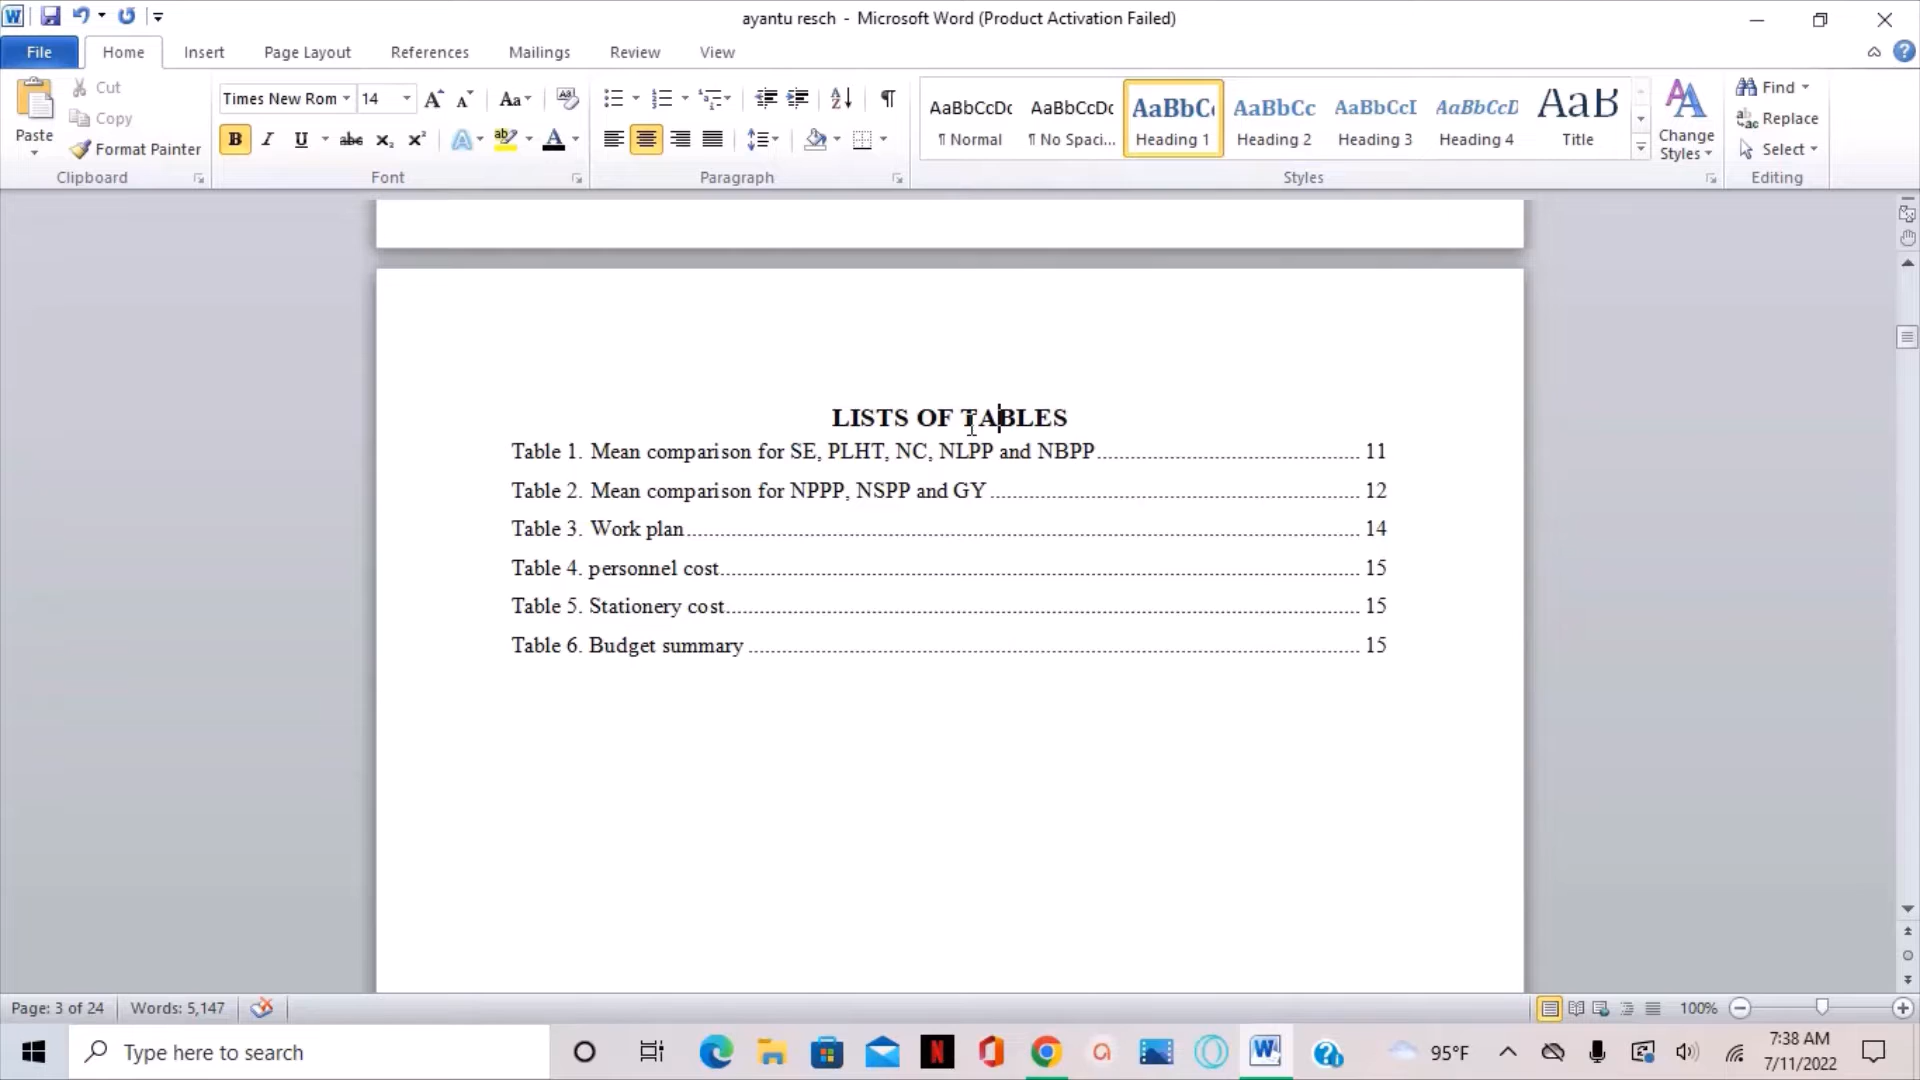 ayantu resch - Microsoft Word (Product Activation Failed)
File Home Insert Page Layout References Mailings Review View
Paste
Cut
Copy
Format Painter
Clipboard
Times New Rom 14
Font
Paragraph
AaBbCcDc AaBbCcDc AaBbC AaBbCc AaBbCcI AaBbCcD AaB
¶ Normal ¶ No Spaci... Heading 1 Heading 2 Heading 3 Heading 4 Title
Styles
Change
Styles
Find
Replace
Select
Editing
LISTS OF TABLES
Table 1. Mean comparison for SE, PLHT, NC, NLPP and NBPP 11
Table 2. Mean comparison for NPPP, NSPP and GY 12
Table 3. Work plan 14
Table 4. personnel cost 15
Table 5. Stationery cost 15
Table 6. Budget summary 15
Page: 3 of 24 Words: 5,147
100%
Type here to search
95°F
7:38 AM
7/11/2022